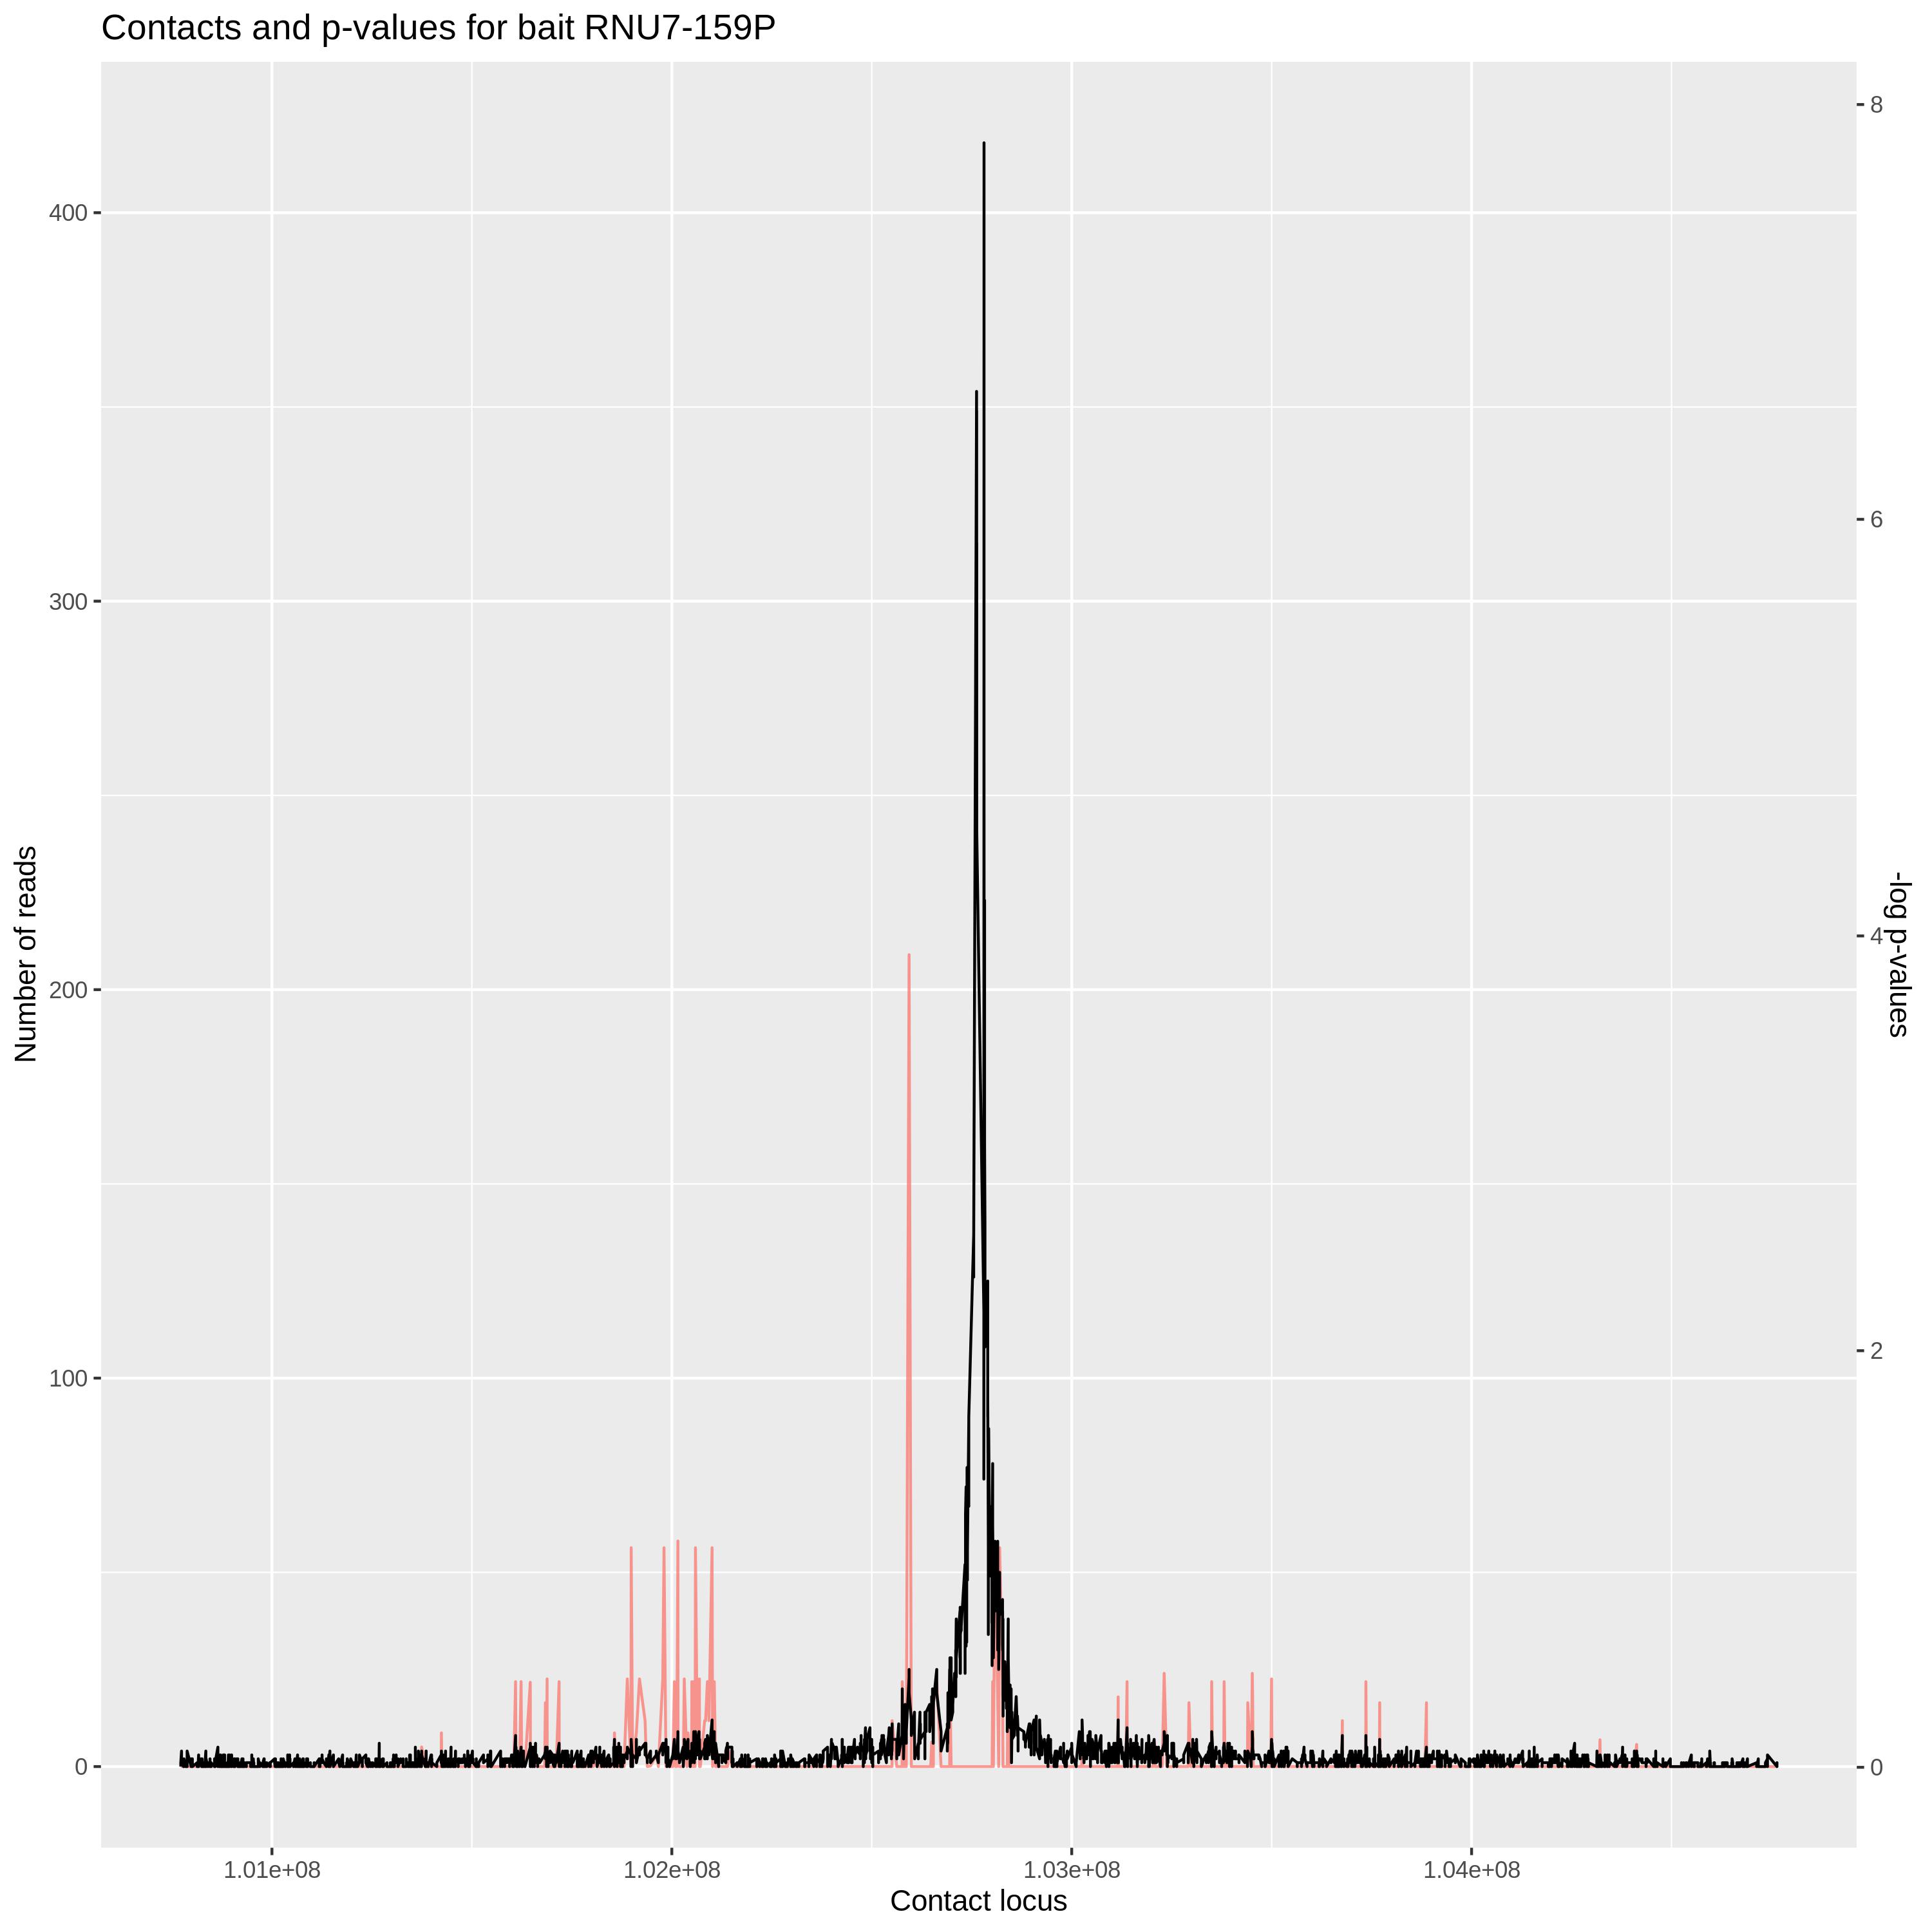 Contacts and p-values for bait RNU7-159P
8
400
6
300
Number of reads
-log p-values
4
200
2
100
0
0
1.01e+08
1.02e+08
1.03e+08
1.04e+08
Contact locus